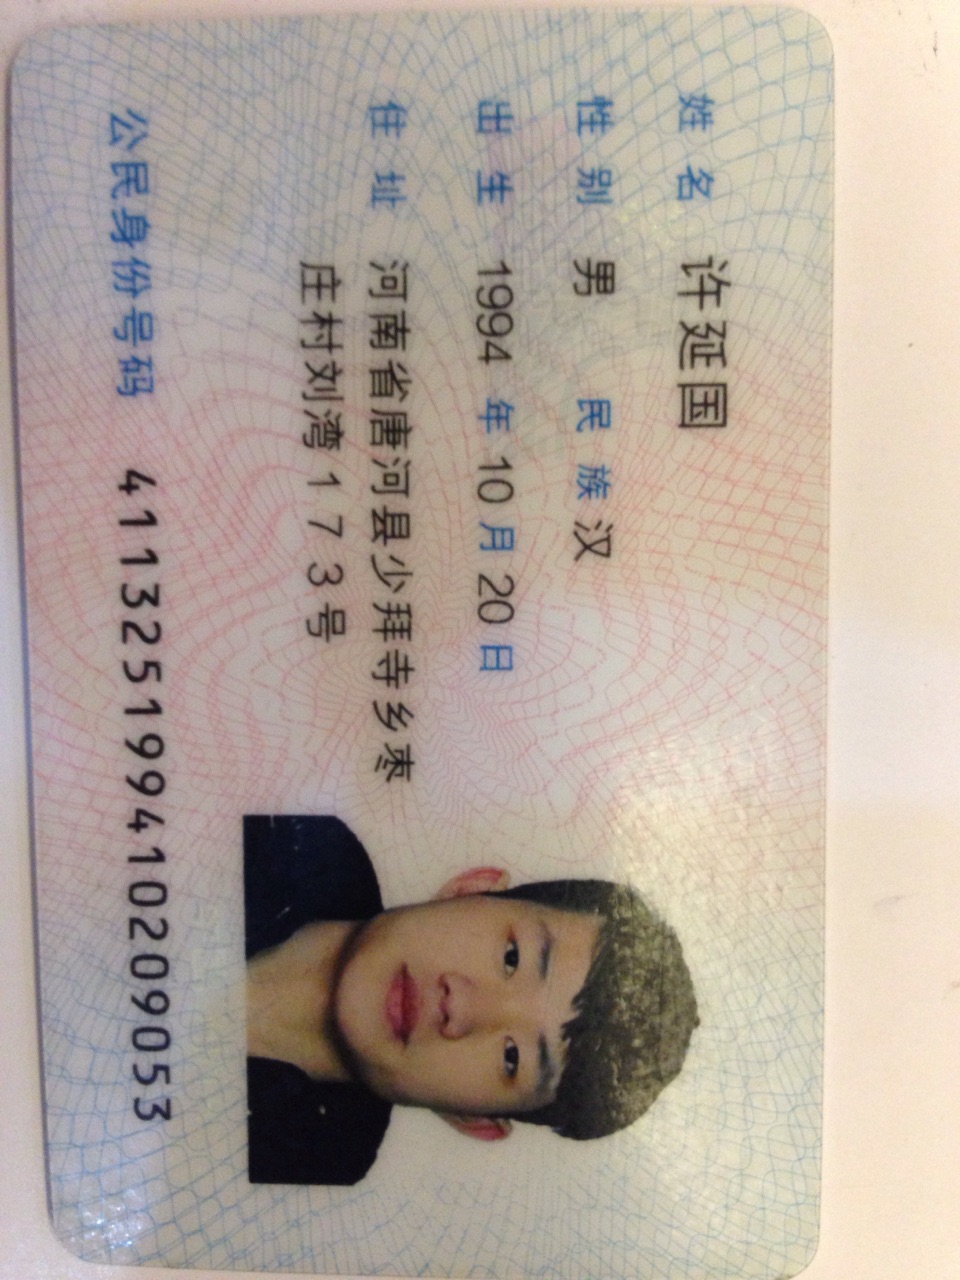 姓名 许延国
性别 男 民族 汉
出生 1994 年 10 月 20 日
住址 河南省唐河县少拜寺乡枣
庄村刘湾173号
公民身份号码 411325199410209053